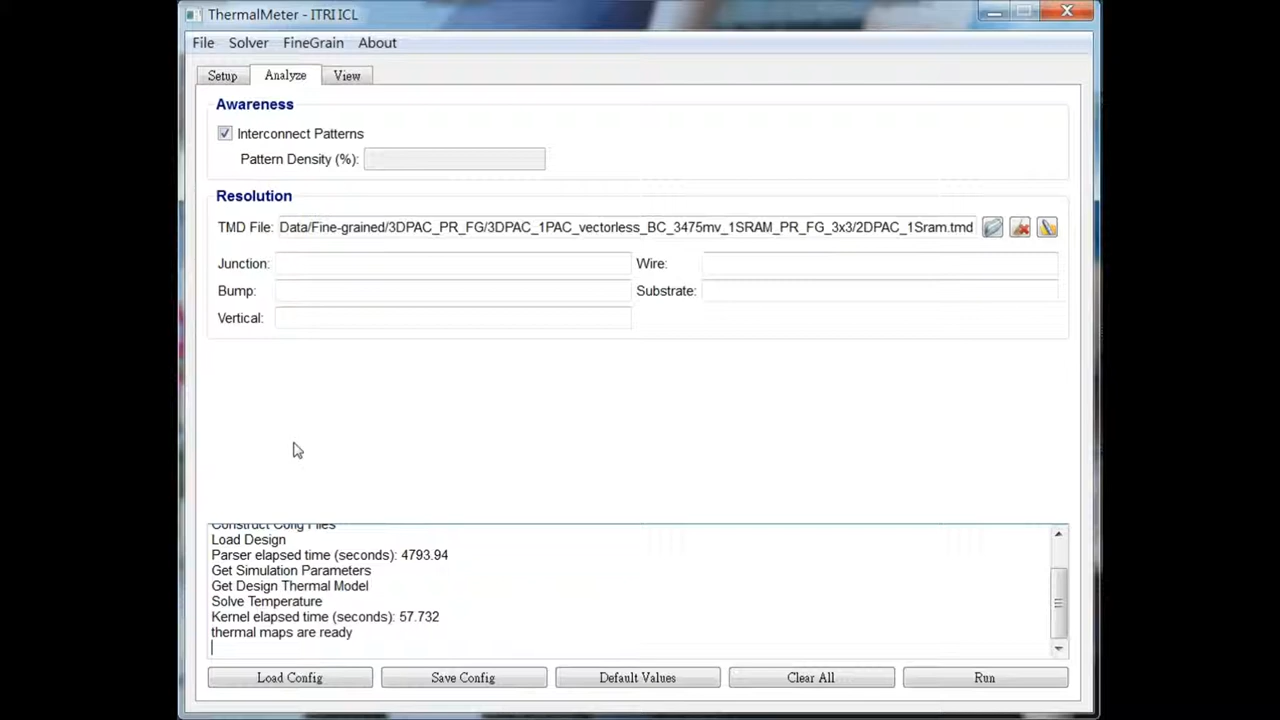 ThermalMeter - ITRI ICL
File Solver FineGrain About
Setup Analyze View
Awareness
Interconnect Patterns
Pattern Density (%):
Resolution
TMD File: Data/Fine-grained/3DPAC_PR_FG/3DPAC_1PAC_vectorless_BC_3475mv_1SRAM_PR_FG_3x3/2DPAC_1Sram.tmd
Junction: Wire:
Bump: Substrate:
Vertical:
Construct Cong Files
Load Design
Parser elapsed time (seconds): 4793.94
Get Simulation Parameters
Get Design Thermal Model
Solve Temperature
Kernel elapsed time (seconds): 57.732
thermal maps are ready
Load Config Save Config Default Values Clear All Run